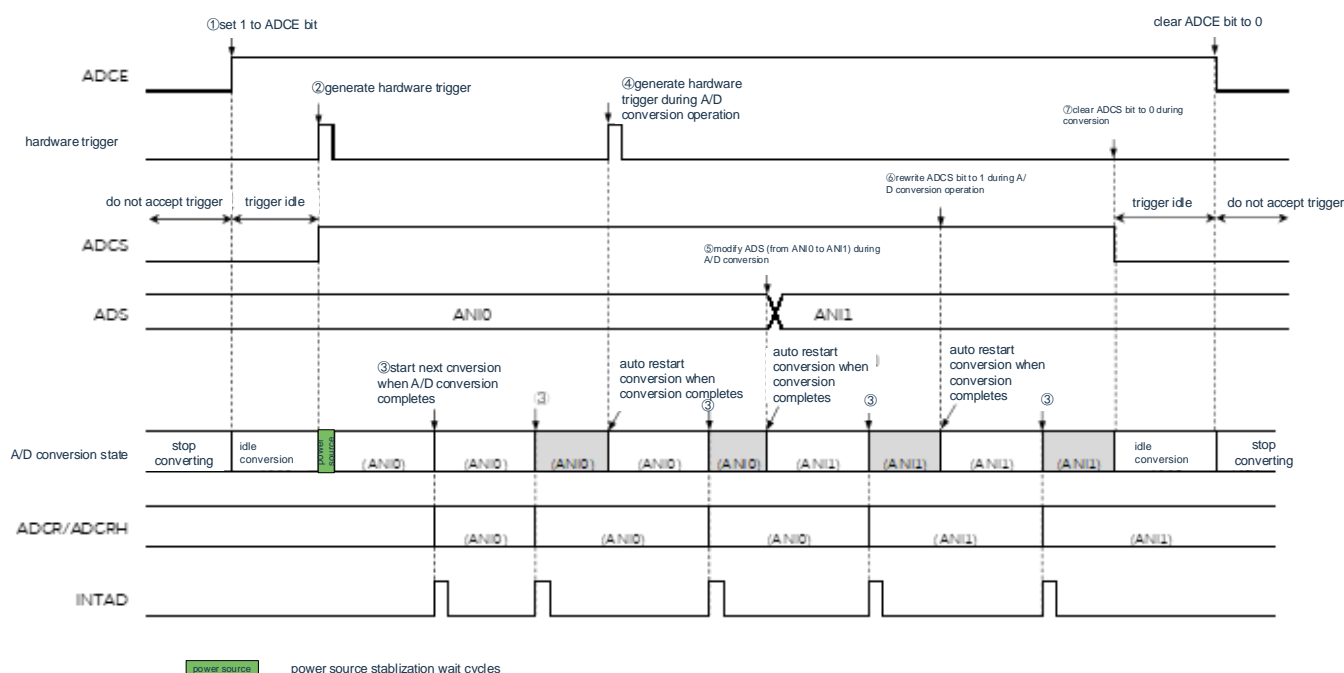 ①set 1 to ADCE bit
clear ADCE bit to 0
ADCE
②generate hardware trigger
④generate hardware
trigger during A/D
conversion operation
⑦clear ADCS bit to 0 during
conversion
hardware trigger
⑥rewrite ADCS bit to 1 during A/
D conversion operation
do not accept trigger
trigger idle
trigger idle
do not accept trigger
ADCS
⑤modify ADS (from ANI0 to ANI1) during
A/D conversion
ADS
ANI0
ANI1
③start next cnversion
when A/D conversion
completes
③
auto restart
conversion when
conversion completes
③
auto restart
conversion when
conversion
completes
③
auto restart
conversion when
conversion
completes
③
A/D conversion state
stop
converting
idle
conversion
power
source
(ANI0)
(ANI0)
(ANI0)
(ANI0)
(ANI0)
(ANI1)
(ANI1)
(ANI1)
(ANI1)
idle
conversion
stop
converting
ADCR/ADCRH
(ANI0)
(ANI0)
(ANI0)
(ANI1)
(ANI1)
INTAD
power source
power source stablization wait cycles